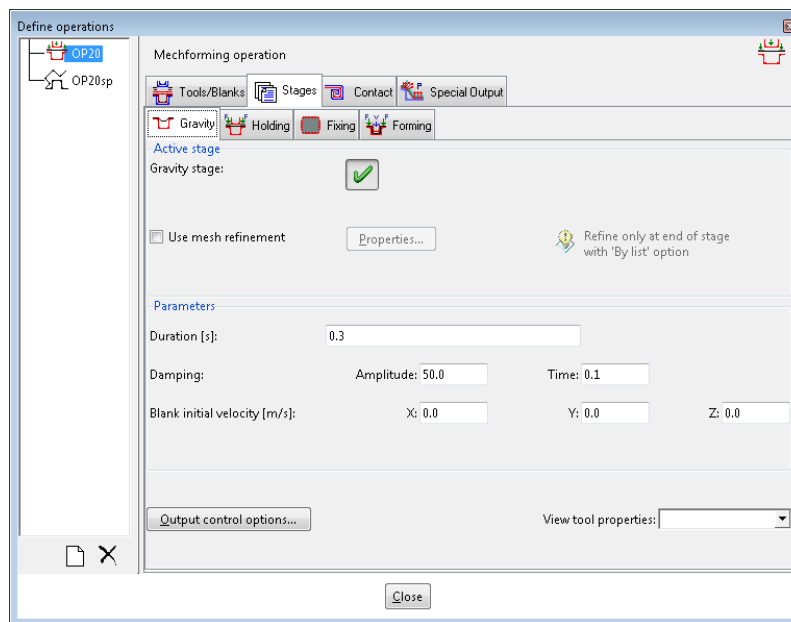 Define operations
OP20
OP20sp
Mechforming operation
Tools/Blanks Stages Contact Special Output
Gravity Holding Fixing Forming
Active stage
Gravity stage:
Use mesh refinement Properties... Refine only at end of stage
with 'By list' option
Parameters
Duration [s]: 0.3
Damping: Amplitude: 50.0 Time: 0.1
Blank initial velocity [m/s]: X: 0.0 Y: 0.0 Z: 0.0
Output control options... View tool properties:
Close